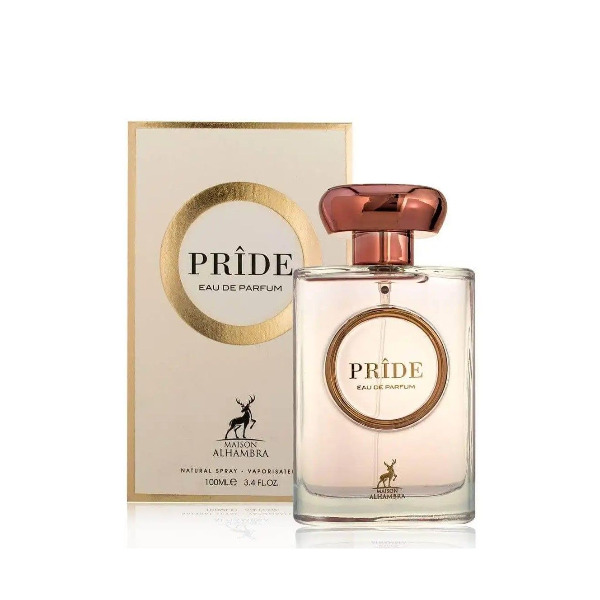 PRÎDE
EAU DE PARFUM
MAISON
ALHAMBRA
NATURAL SPRAY - VAPORISATEUR
100ML℮ 3.4 FL.OZ.
PRÎDE
EAU DE PARFUM
MAISON
ALHAMBRA